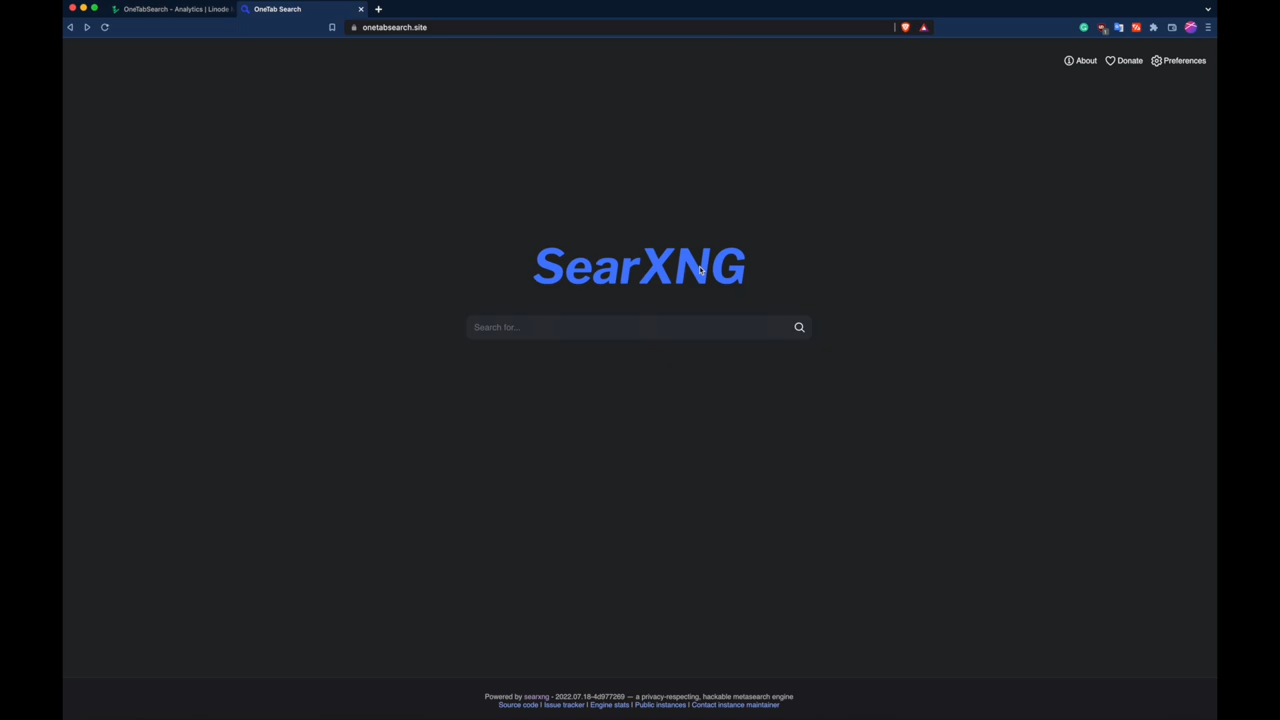 OneTabSearch - Analytics | Linode
OneTab Search
onetabsearch.site
About Donate Preferences
SearXNG
Search for...
Powered by searxng - 2022.07.18-4d977269 — a privacy-respecting, hackable metasearch engine
Source code | Issue tracker | Engine stats | Public instances | Contact instance maintainer